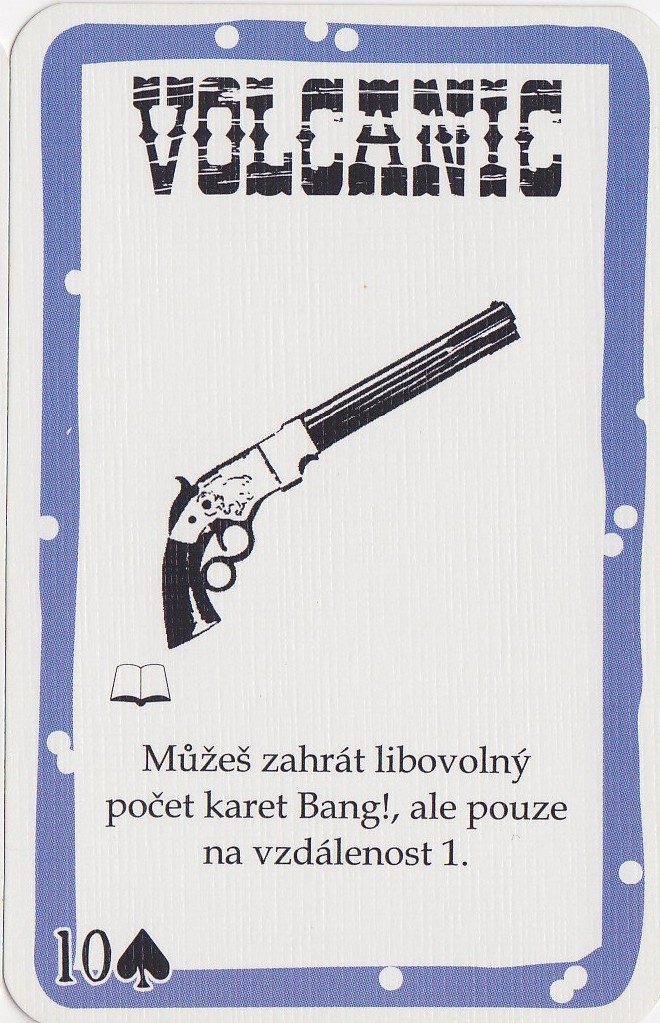 VOLCANIC
Můžeš zahrát libovolný
počet karet Bang!, ale pouze
na vzdálenost 1.
10♠